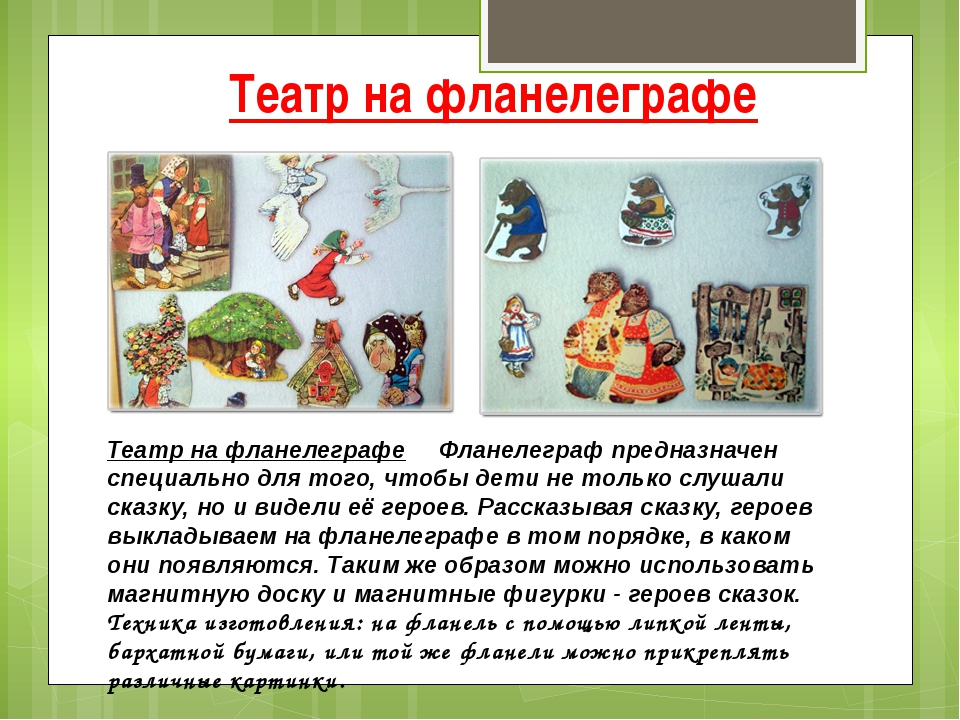 Театр на фланелеграфе
Театр на фланелеграфе Фланелеграф предназначен
специально для того, чтобы дети не только слушали
сказку, но и видели её героев. Рассказывая сказку, героев
выкладываем на фланелеграфе в том порядке, в каком
они появляются. Таким же образом можно использовать
магнитную доску и магнитные фигурки - героев сказок.
Техника изготовления: на фланель с помощью липкой ленты,
бархатной бумаги, или той же фланели можно прикреплять
различные картинки.